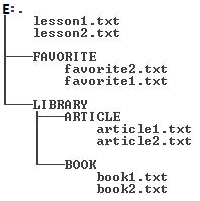 E:.
lesson1.txt
lesson2.txt
FAVORITE
favorite2.txt
favorite1.txt
LIBRARY
ARTICLE
article1.txt
article2.txt
BOOK
book1.txt
book2.txt